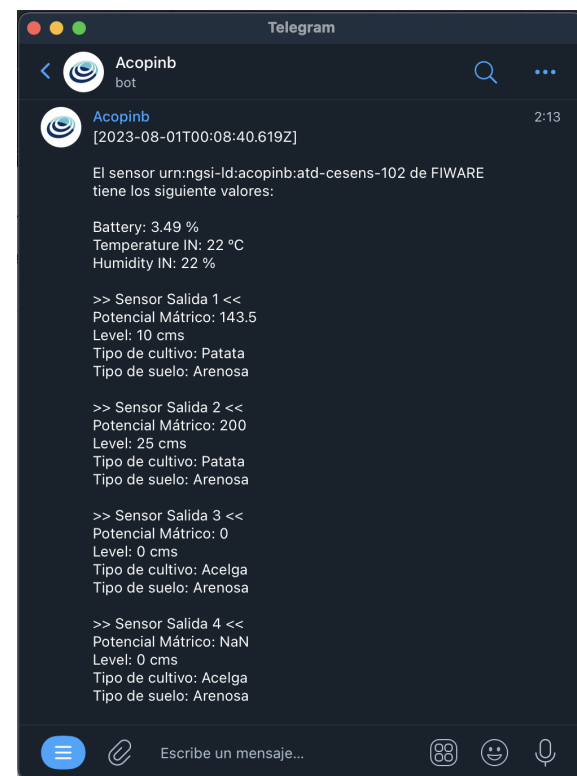 Telegram
Acopinb
bot
Acopinb
2:13
[2023-08-01T00:08:40.619Z]
El sensor urn:ngsi-ld:acopinb:atd-cesens-102 de FIWARE
tiene los siguiente valores:
Battery: 3.49 %
Temperature IN: 22 ºC
Humidity IN: 22 %
>> Sensor Salida 1 <<
Potencial Mátrico: 143.5
Level: 10 cms
Tipo de cultivo: Patata
Tipo de suelo: Arenosa
>> Sensor Salida 2 <<
Potencial Mátrico: 200
Level: 25 cms
Tipo de cultivo: Patata
Tipo de suelo: Arenosa
>> Sensor Salida 3 <<
Potencial Mátrico: 0
Level: 0 cms
Tipo de cultivo: Acelga
Tipo de suelo: Arenosa
>> Sensor Salida 4 <<
Potencial Mátrico: NaN
Level: 0 cms
Tipo de cultivo: Acelga
Tipo de suelo: Arenosa
Escribe un mensaje...